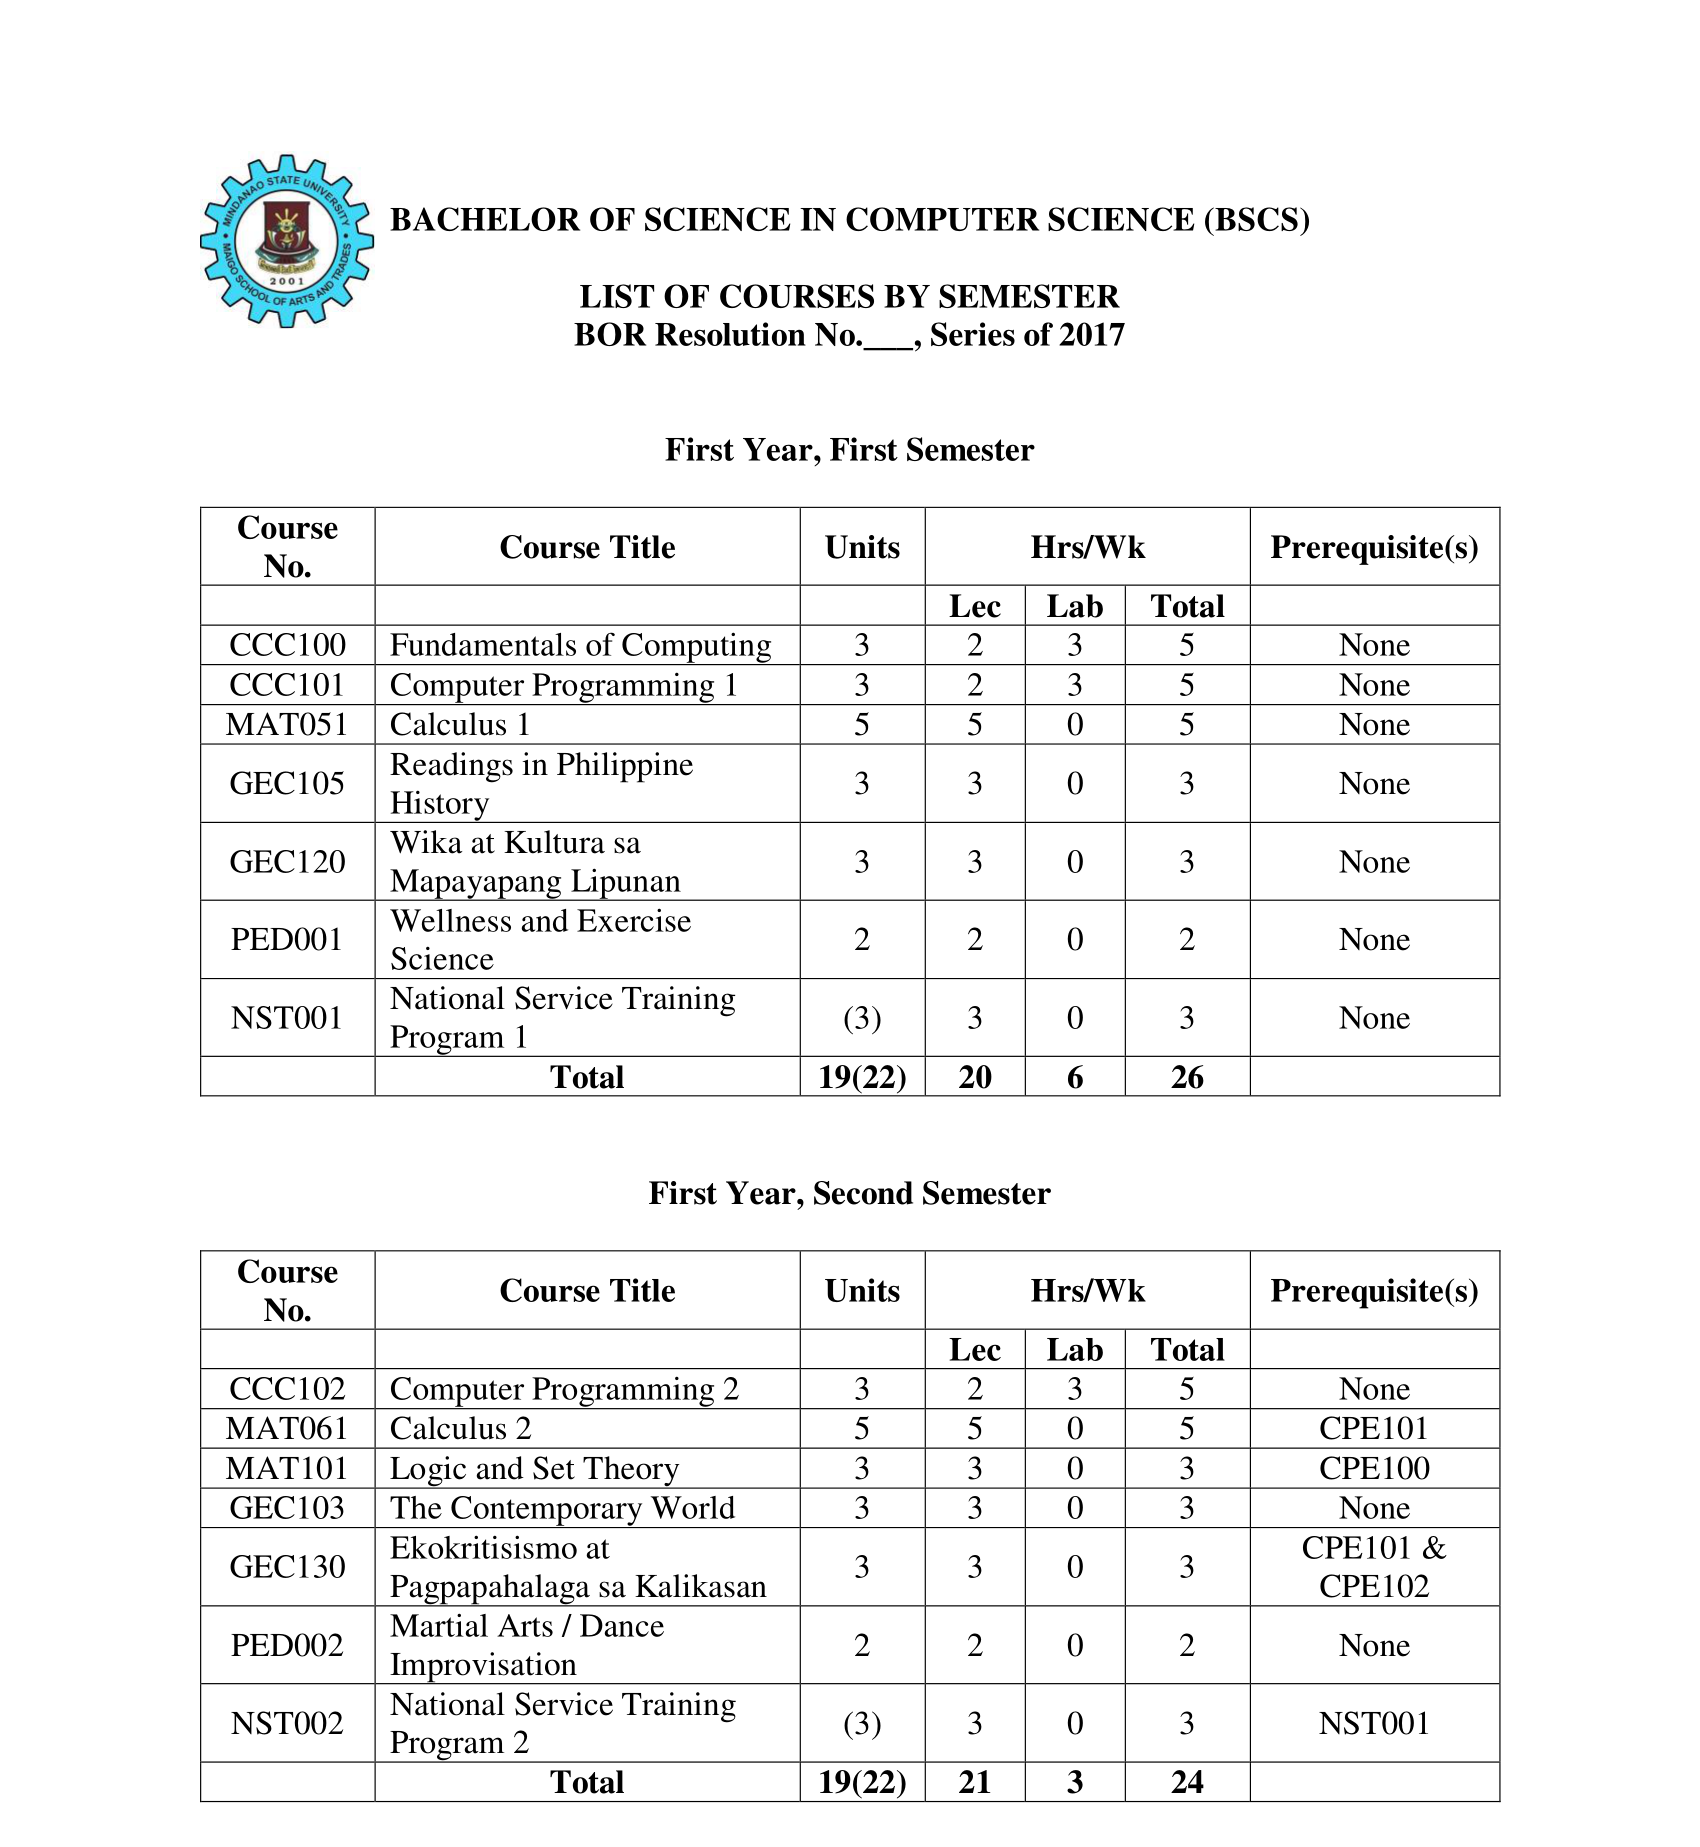 MINDANAO STATE UNIVERSITY
MAIGO SCHOOL OF ARTS AND TRADES
2001
BACHELOR OF SCIENCE IN COMPUTER SCIENCE (BSCS)
LIST OF COURSES BY SEMESTER
BOR Resolution No.___, Series of 2017
First Year, First Semester
Course No. Course Title Units Hrs/Wk Prerequisite(s)
Lec Lab Total
CCC100 Fundamentals of Computing 3 2 3 5 None
CCC101 Computer Programming 1 3 2 3 5 None
MAT051 Calculus 1 5 5 0 5 None
GEC105 Readings in Philippine History 3 3 0 3 None
GEC120 Wika at Kultura sa Mapayapang Lipunan 3 3 0 3 None
PED001 Wellness and Exercise Science 2 2 0 2 None
NST001 National Service Training Program 1 (3) 3 0 3 None
Total 19(22) 20 6 26
First Year, Second Semester
Course No. Course Title Units Hrs/Wk Prerequisite(s)
Lec Lab Total
CCC102 Computer Programming 2 3 2 3 5 None
MAT061 Calculus 2 5 5 0 5 CPE101
MAT101 Logic and Set Theory 3 3 0 3 CPE100
GEC103 The Contemporary World 3 3 0 3 None
GEC130 Ekokritisismo at Pagpapahalaga sa Kalikasan 3 3 0 3 CPE101 & CPE102
PED002 Martial Arts / Dance Improvisation 2 2 0 2 None
NST002 National Service Training Program 2 (3) 3 0 3 NST001
Total 19(22) 21 3 24